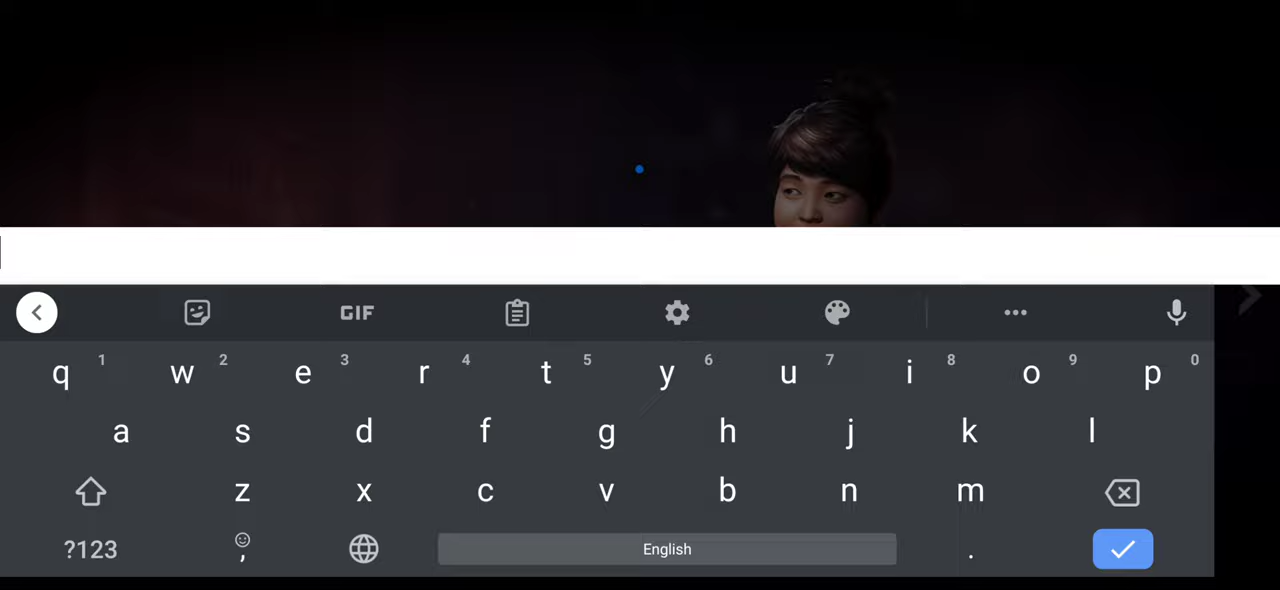 GIF
q 1 w 2 e 3 r 4 t 5 y 6 u 7 i 8 o 9 p 0
a s d f g h j k l
z x c v b n m
?123 , English .